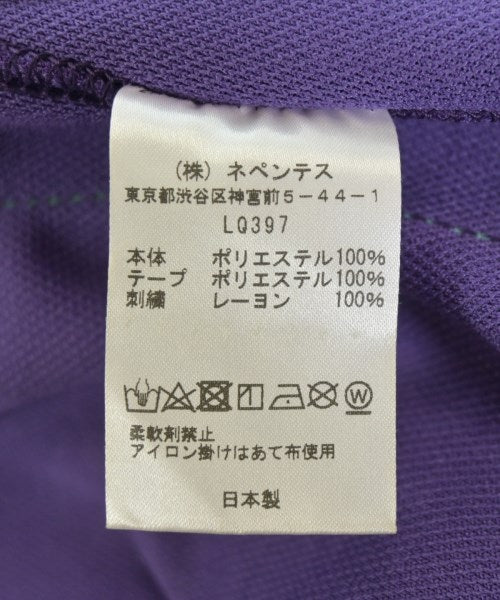 (株) ネペンテス
東京都渋谷区神宮前5-44-1
LQ397
本体 ポリエステル100%
テープ ポリエステル100%
刺繍 レーヨン 100%
W
柔軟剤禁止
アイロン掛けはあて布使用
日本製